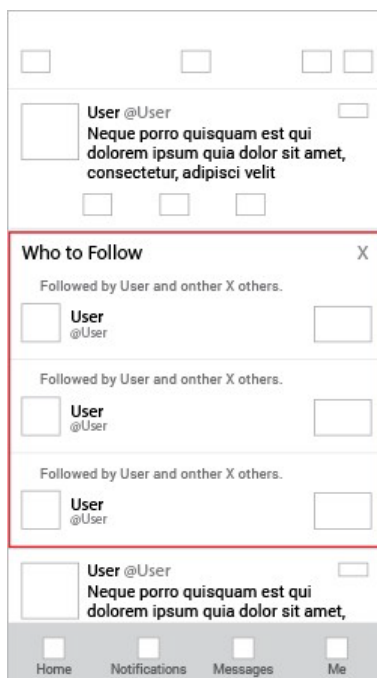 User @User
Neque porro quisquam est qui
dolorem ipsum quia dolor sit amet,
consectetur, adipisci velit
Who to Follow X
Followed by User and onther X others.
User
@User
Followed by User and onther X others.
User
@User
Followed by User and onther X others.
User
@User
User @User
Neque porro quisquam est qui
dolorem ipsum quia dolor sit amet,
Home Notifications Messages Me